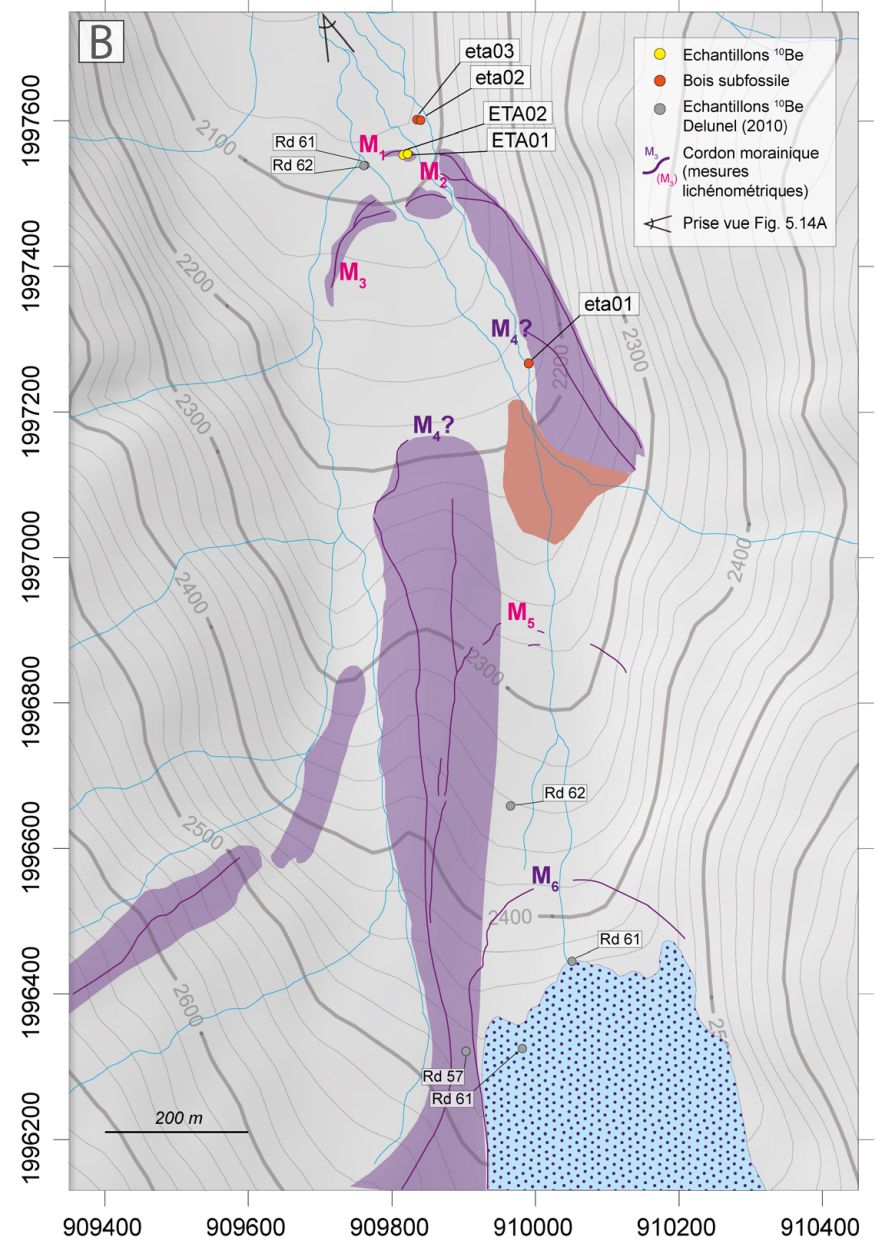 B
Echantillons ¹⁰Be
Bois subfossile
Echantillons ¹⁰Be
Delunel (2010)
M₃
(M₃)
Cordon morainique
(mesures
lichénométriques)
Prise vue Fig. 5.14A
eta03
eta02
ETA02
ETA01
Rd 61
Rd 62
M₁
M₂
M₃
2100
2200
2300
2400
2500
2600
eta01
M₄?
2200
2300
M₄?
2400
M₅
2300
Rd 62
M₆
2400
Rd 61
Rd 57
Rd 61
200 m
1997600
1997400
1997200
1997000
1996800
1996600
1996400
1996200
909400
909600
909800
910000
910200
910400